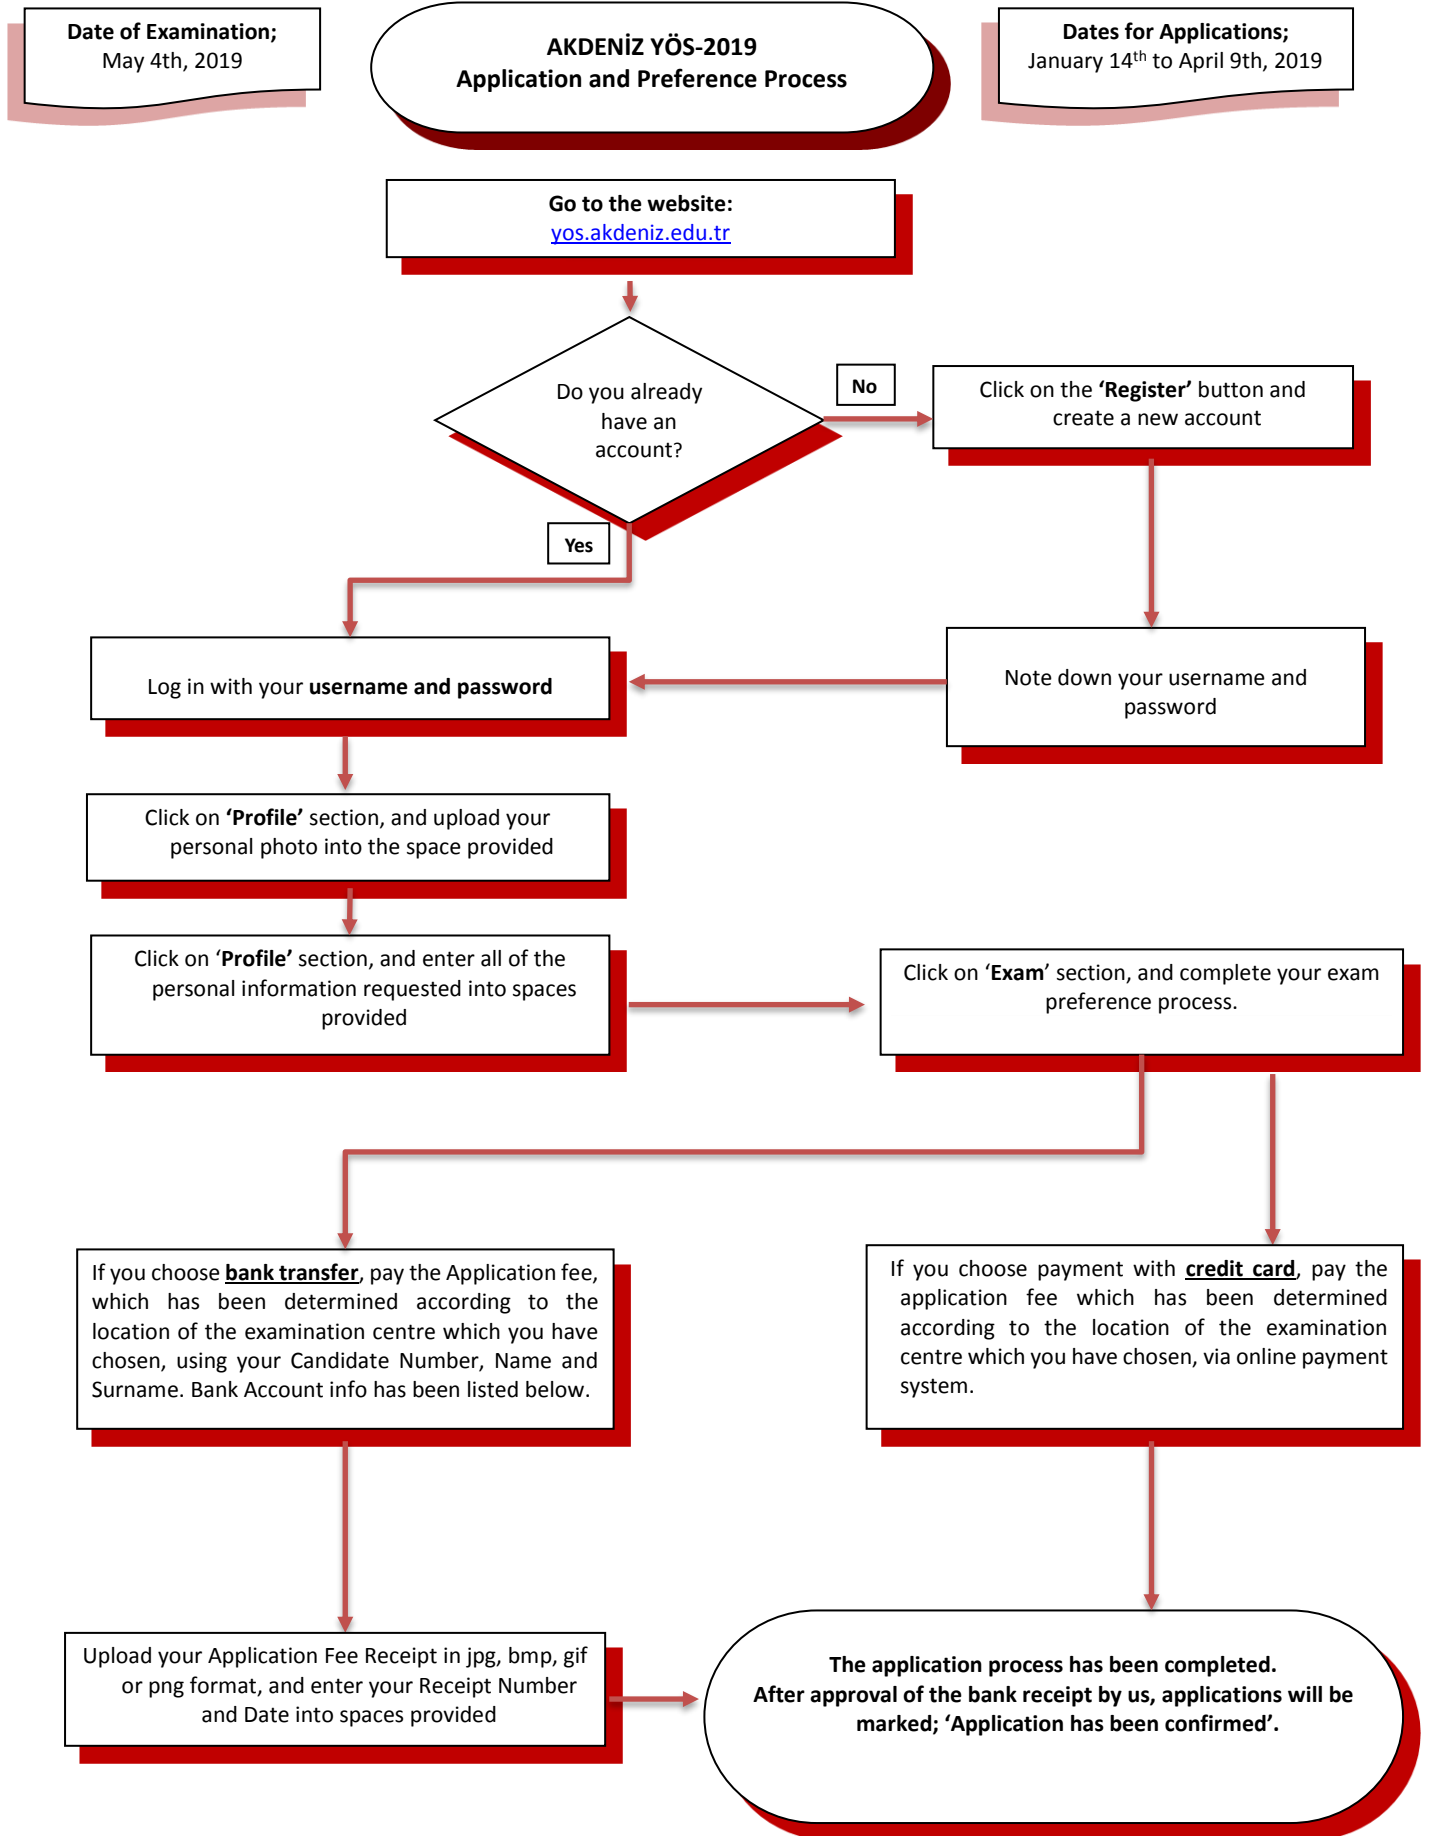 Date of Examination;
May 4th, 2019
AKDENİZ YÖS-2019
Application and Preference Process
Dates for Applications;
January 14th to April 9th, 2019
Go to the website:
yos.akdeniz.edu.tr
Do you already
have an
account?
No
Click on the ‘Register’ button and
create a new account
Yes
Log in with your username and password
Note down your username and
password
Click on ‘Profile’ section, and upload your
personal photo into the space provided
Click on ‘Profile’ section, and enter all of the
personal information requested into spaces
provided
Click on ‘Exam’ section, and complete your exam
preference process.
If you choose bank transfer, pay the Application fee,
which has been determined according to the
location of the examination centre which you have
chosen, using your Candidate Number, Name and
Surname. Bank Account info has been listed below.
If you choose payment with credit card, pay the
application fee which has been determined
according to the location of the examination
centre which you have chosen, via online payment
system.
Upload your Application Fee Receipt in jpg, bmp, gif
or png format, and enter your Receipt Number
and Date into spaces provided
The application process has been completed.
After approval of the bank receipt by us, applications will be
marked; ‘Application has been confirmed’.